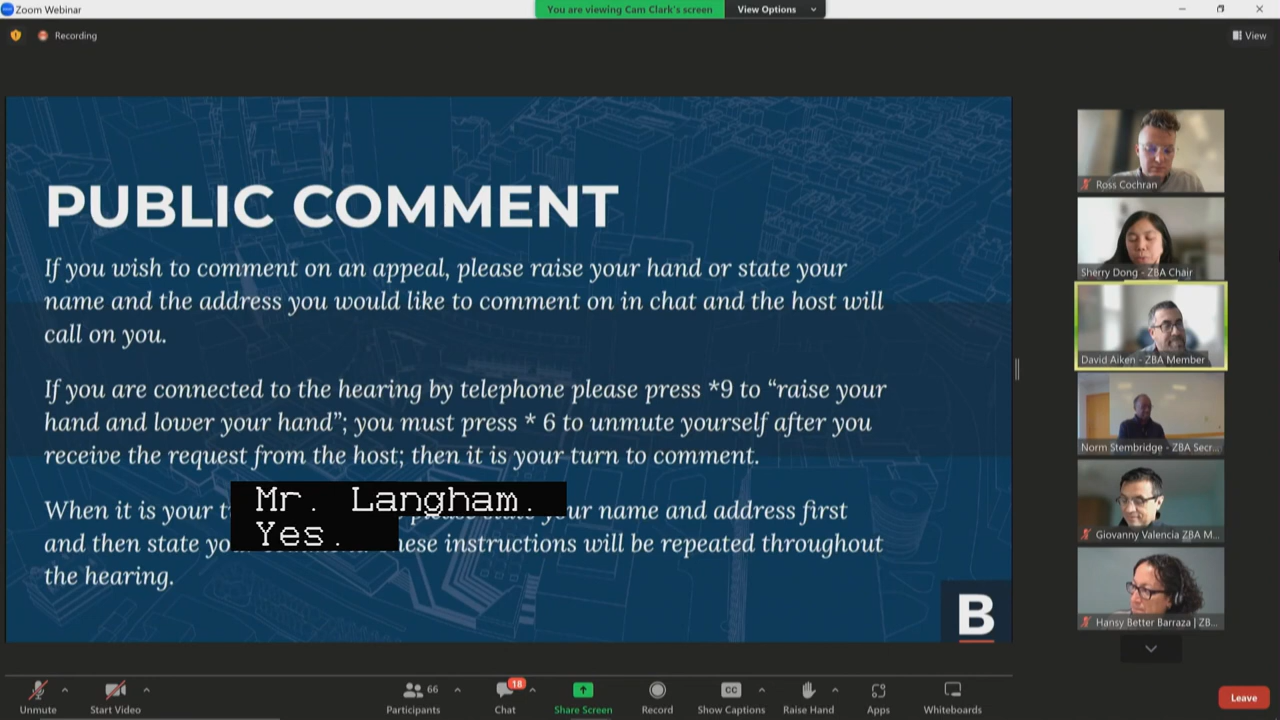 Zoom Webinar
You are viewing Cam Clark's screen
View Options
Recording
View
PUBLIC COMMENT
If you wish to comment on an appeal, please raise your hand or state your
name and the address you would like to comment on in chat and the host will
call on you.
If you are connected to the hearing by telephone please press *9 to “raise your
hand and lower your hand”; you must press * 6 to unmute yourself after you
receive the request from the host; then it is your turn to comment.
When it is your your name and address first
and then state these instructions will be repeated throughout
the hearing.
Mr. Langham.
Yes.
B
Ross Cochran
Sherry Dong - ZBA Chair
David Aiken - ZBA Member
Norm Stembridge - ZBA Secr...
Giovanny Valencia ZBA M...
Hansy Better Barraza | ZB...
Unmute
Start Video
66
Participants
18
Chat
Share Screen
Record
CC
Show Captions
Raise Hand
Apps
Whiteboards
Leave